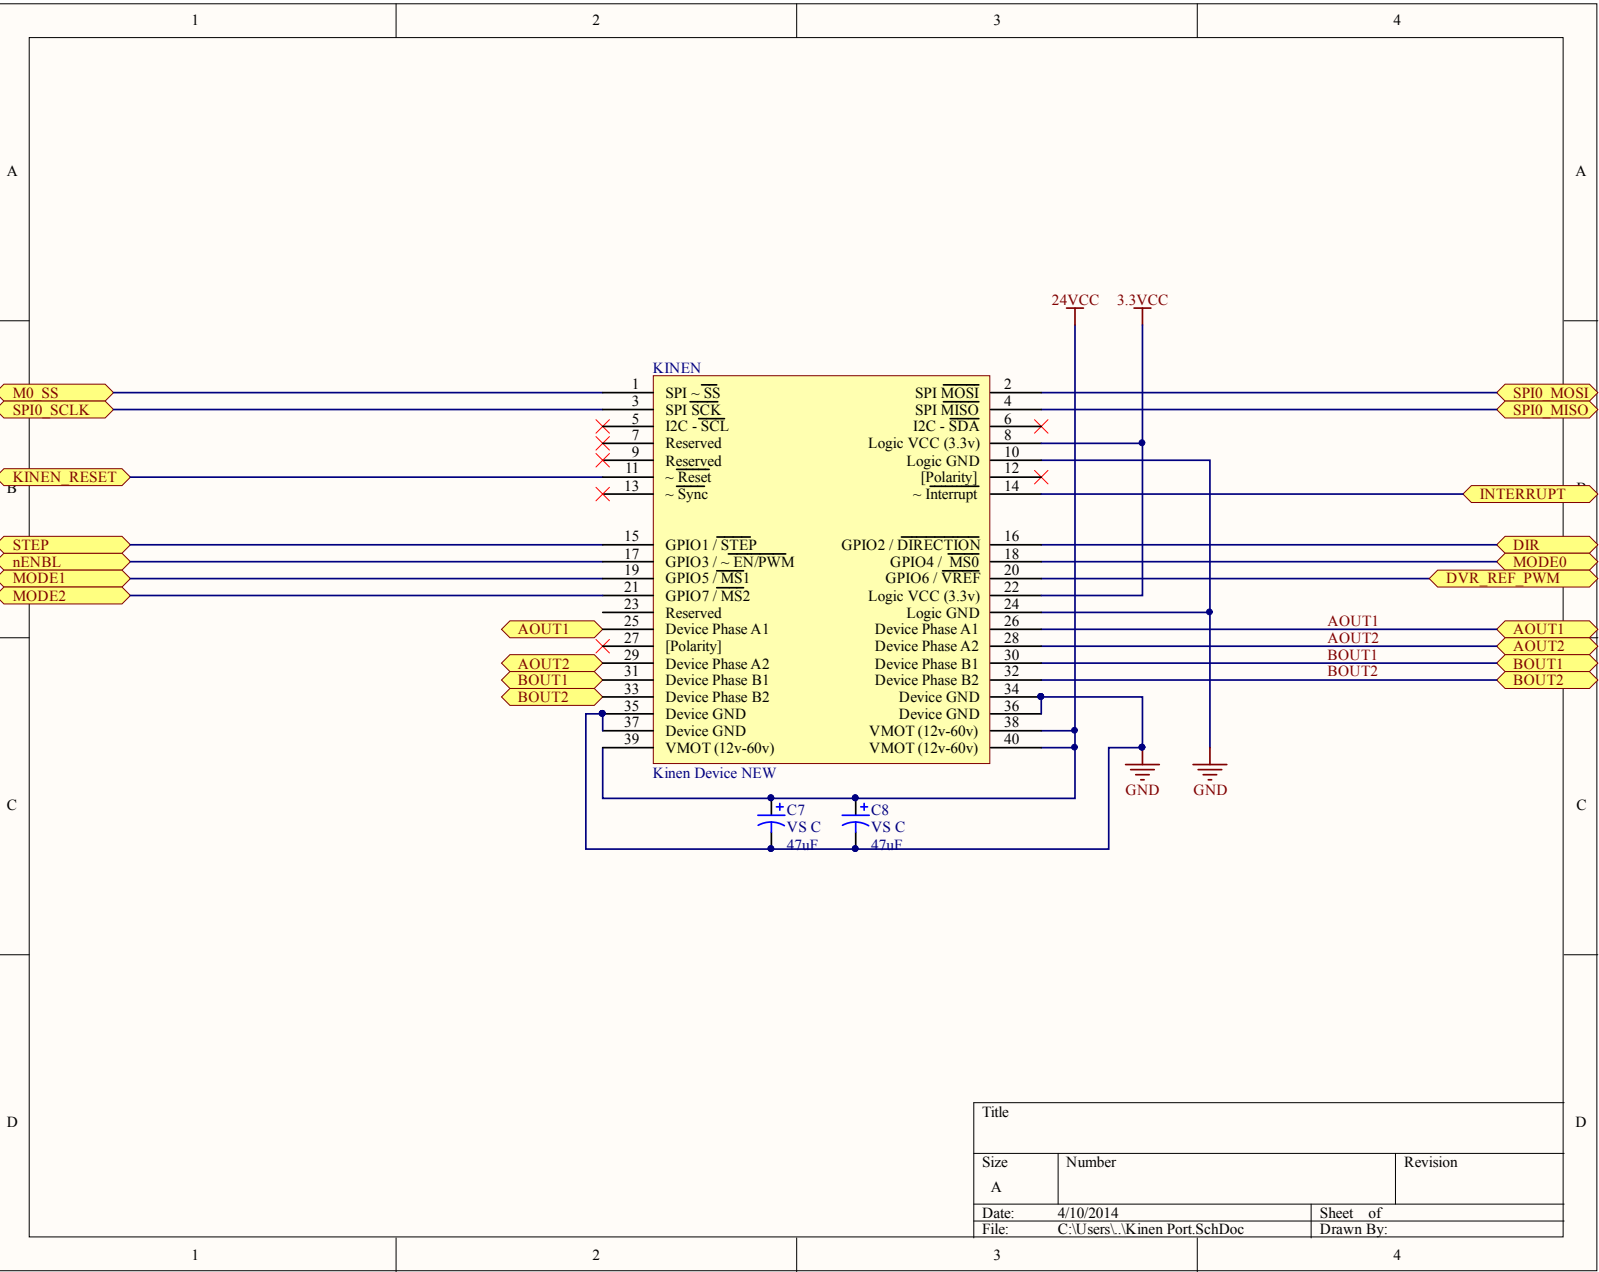 1 2 3 4
A A
24VCC 3.3VCC
KINEN
M0_SS 1 SPI ~ SS SPI MOSI 2 SPI0_MOSI
SPI0_SCLK 3 SPI SCK SPI MISO 4 SPI0_MISO
5 I2C - SCL I2C - SDA 6
7 Reserved Logic VCC (3.3v) 8
9 Reserved Logic GND 10
KINEN_RESET 11 ~ Reset [Polarity] 12
B B
13 ~ Sync ~ Interrupt 14 INTERRUPT
STEP 15 GPIO1 / STEP GPIO2 / DIRECTION 16 DIR
nENBL 17 GPIO3 / ~ EN/PWM GPIO4 / MS0 18 MODE0
MODE1 19 GPIO5 / MS1 GPIO6 / VREF 20 DVR_REF_PWM
MODE2 21 GPIO7 / MS2 Logic VCC (3.3v) 22
23 Reserved Logic GND 24
AOUT1 25 Device Phase A1 Device Phase A1 26 AOUT1 AOUT1
27 [Polarity] Device Phase A2 28 AOUT2 AOUT2
AOUT2 29 Device Phase A2 Device Phase B1 30 BOUT1 BOUT1
BOUT1 31 Device Phase B1 Device Phase B2 32 BOUT2 BOUT2
BOUT2 33 Device Phase B2 Device GND 34
35 Device GND Device GND 36
37 Device GND VMOT (12v-60v) 38
39 VMOT (12v-60v) VMOT (12v-60v) 40
Kinen Device NEW
GND GND
C C
+ C7 + C8
VS C VS C
47uF 47uF
D D
Title
Size Number Revision
A
Date: 4/10/2014 Sheet of
File: C:\Users\..\Kinen Port.SchDoc Drawn By:
1 2 3 4